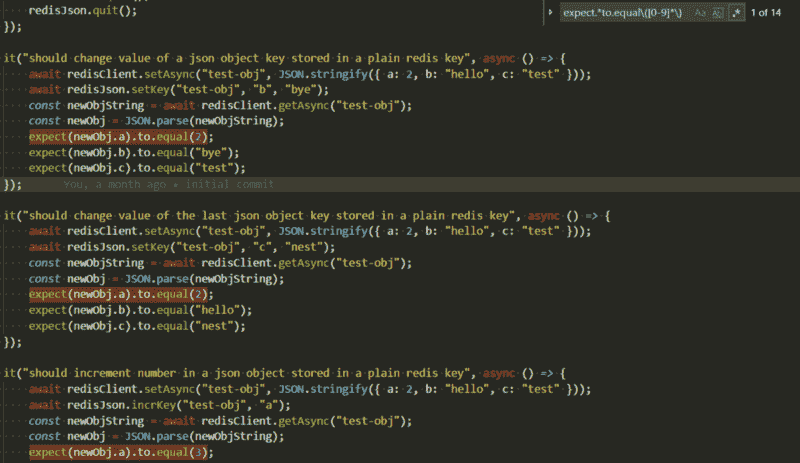 redisJson.quit();
expect.*to.equal\([0-9]*\)
Aa Ab| .* 1 of 14
});
it("should change value of a json object key stored in a plain redis key", async () => {
await redisClient.setAsync("test-obj", JSON.stringify({ a: 2, b: "hello", c: "test" }));
await redisJson.setKey("test-obj", "b", "bye");
const newObjString = await redisClient.getAsync("test-obj");
const newObj = JSON.parse(newObjString);
expect(newObj.a).to.equal(2);
expect(newObj.b).to.equal("bye");
expect(newObj.c).to.equal("test");
});
You, a month ago • initial commit
it("should change value of the last json object key stored in a plain redis key", async () => {
await redisClient.setAsync("test-obj", JSON.stringify({ a: 2, b: "hello", c: "test" }));
await redisJson.setKey("test-obj", "c", "nest");
const newObjString = await redisClient.getAsync("test-obj");
const newObj = JSON.parse(newObjString);
expect(newObj.a).to.equal(2);
expect(newObj.b).to.equal("hello");
expect(newObj.c).to.equal("nest");
});
it("should increment number in a json object stored in a plain redis key", async () => {
await redisClient.setAsync("test-obj", JSON.stringify({ a: 2, b: "hello", c: "test" }));
await redisJson.incrKey("test-obj", "a");
const newObjString = await redisClient.getAsync("test-obj");
const newObj = JSON.parse(newObjString);
expect(newObj.a).to.equal(3);